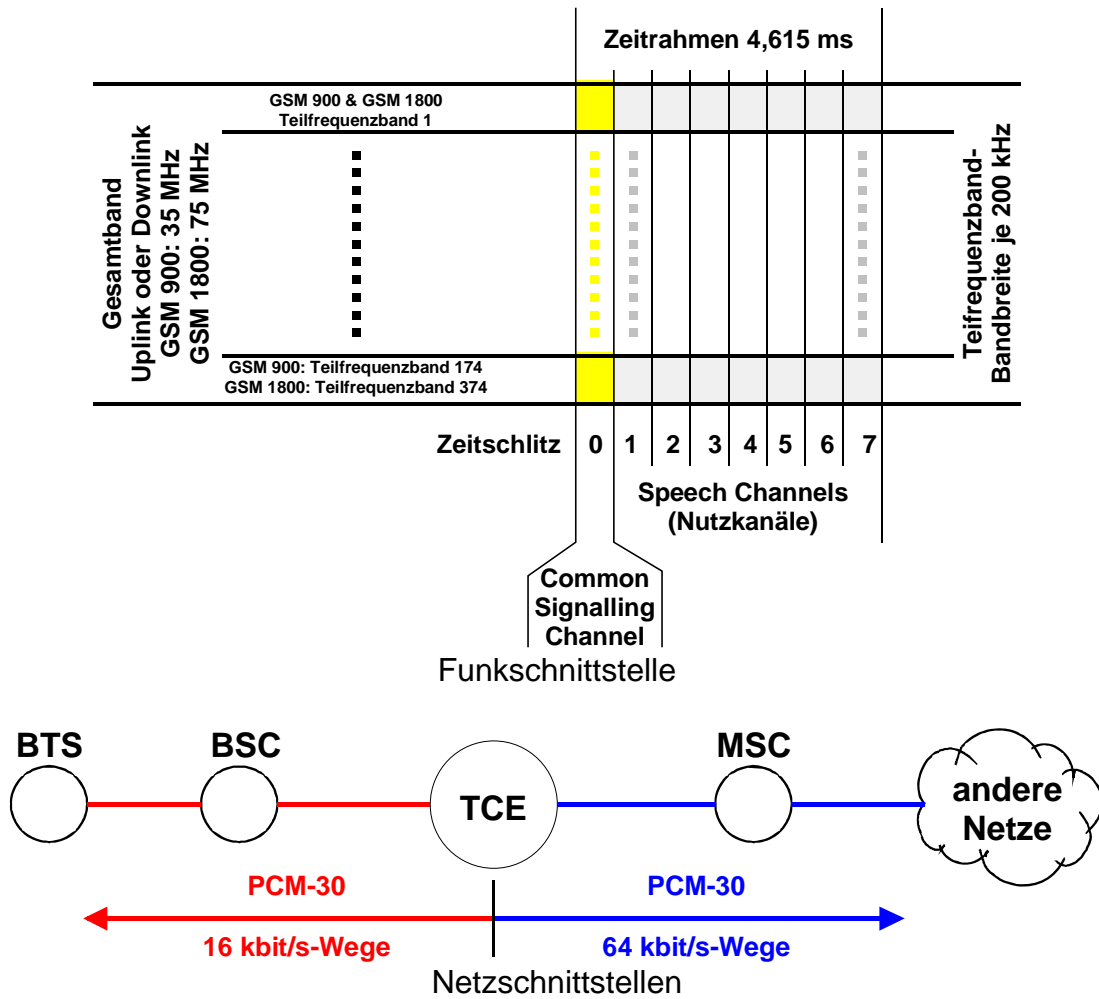 Zeitrahmen 4,615 ms
GSM 900 & GSM 1800
Teilfrequenzband 1
Gesamtband
Uplink oder Downlink
GSM 900: 35 MHz
GSM 1800: 75 MHz
Teifrequenzband-
Bandbreite je 200 kHz
GSM 900: Teilfrequenzband 174
GSM 1800: Teilfrequenzband 374
Zeitschlitz 0 1 2 3 4 5 6 7
Speech Channels
(Nutzkanäle)
Common
Signalling
Channel
Funkschnittstelle
BTS BSC MSC
TCE
andere
Netze
PCM-30 PCM-30
16 kbit/s-Wege 64 kbit/s-Wege
Netzschnittstellen